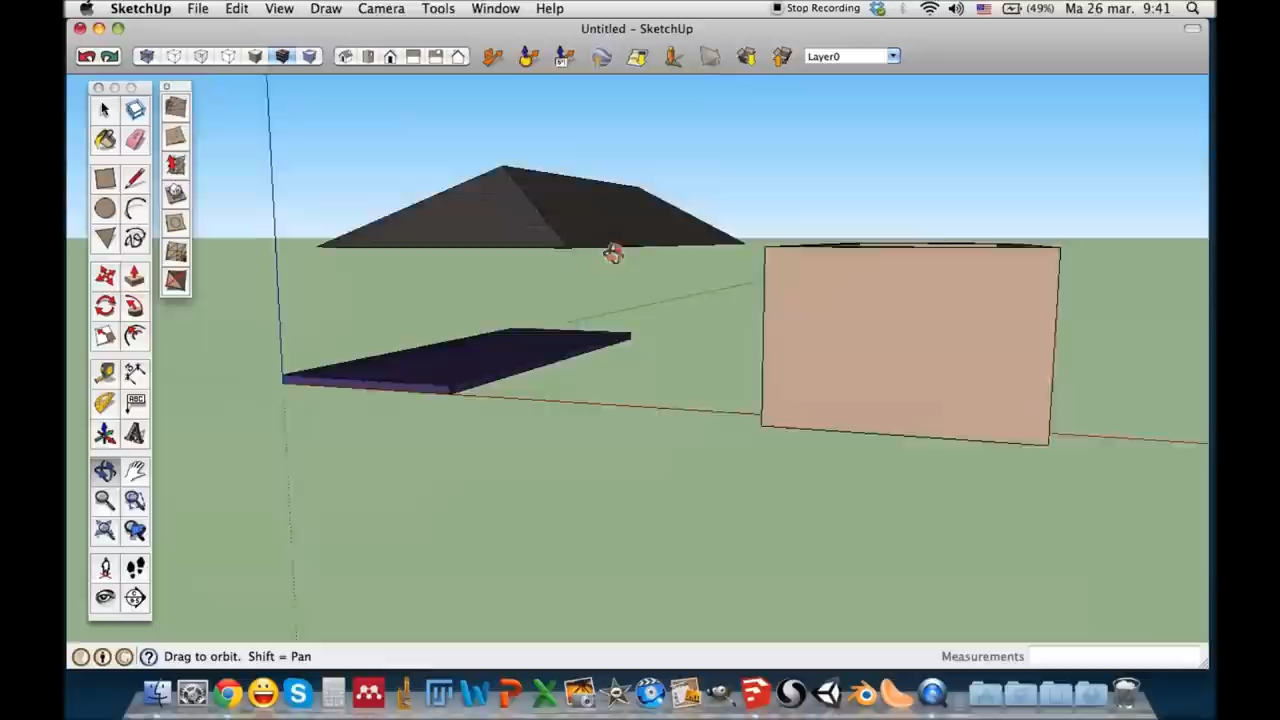 SketchUp File Edit View Draw Camera Tools Window Help Stop Recording (49%) Ma 26 mar. 9:41
Untitled - SketchUp
Layer0
ABC
Drag to orbit. Shift = Pan
Measurements